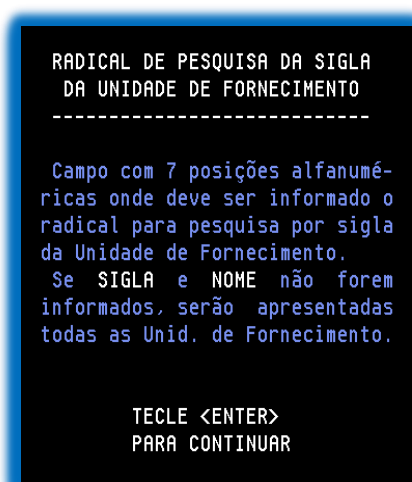 RADICAL DE PESQUISA DA SIGLA
DA UNIDADE DE FORNECIMENTO
----------------------------
Campo com 7 posições alfanumé-
ricas onde deve ser informado o
radical para pesquisa por sigla
da Unidade de Fornecimento.
Se SIGLA e NOME não forem
informados, serão apresentadas
todas as Unid. de Fornecimento.
TECLE <ENTER>
PARA CONTINUAR